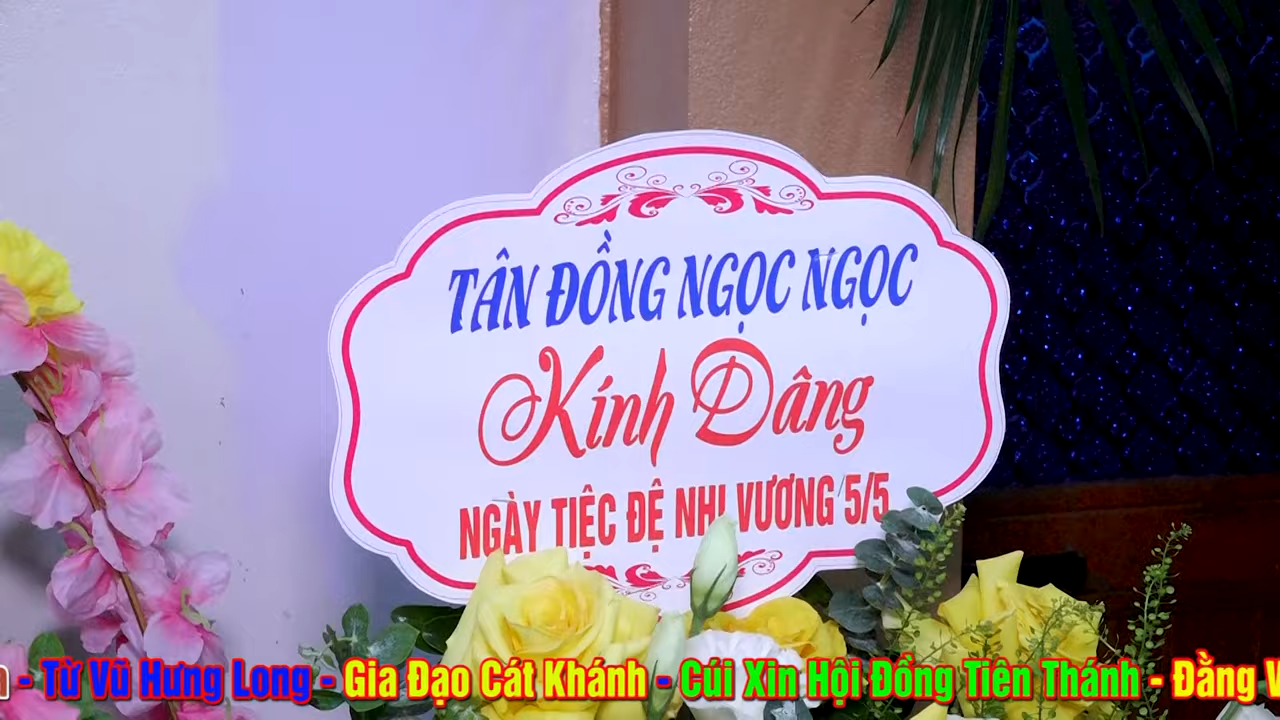 TÂN ĐỒNG NGỌC NGỌC
Kính Dâng
NGÀY TIỆC ĐỆ NHỊ VƯƠNG 5/5
- Từ Vũ Hưng Long - Gia Đạo Cát Khánh - Cúi Xin Hội Đồng Tiên Thánh - Đằng